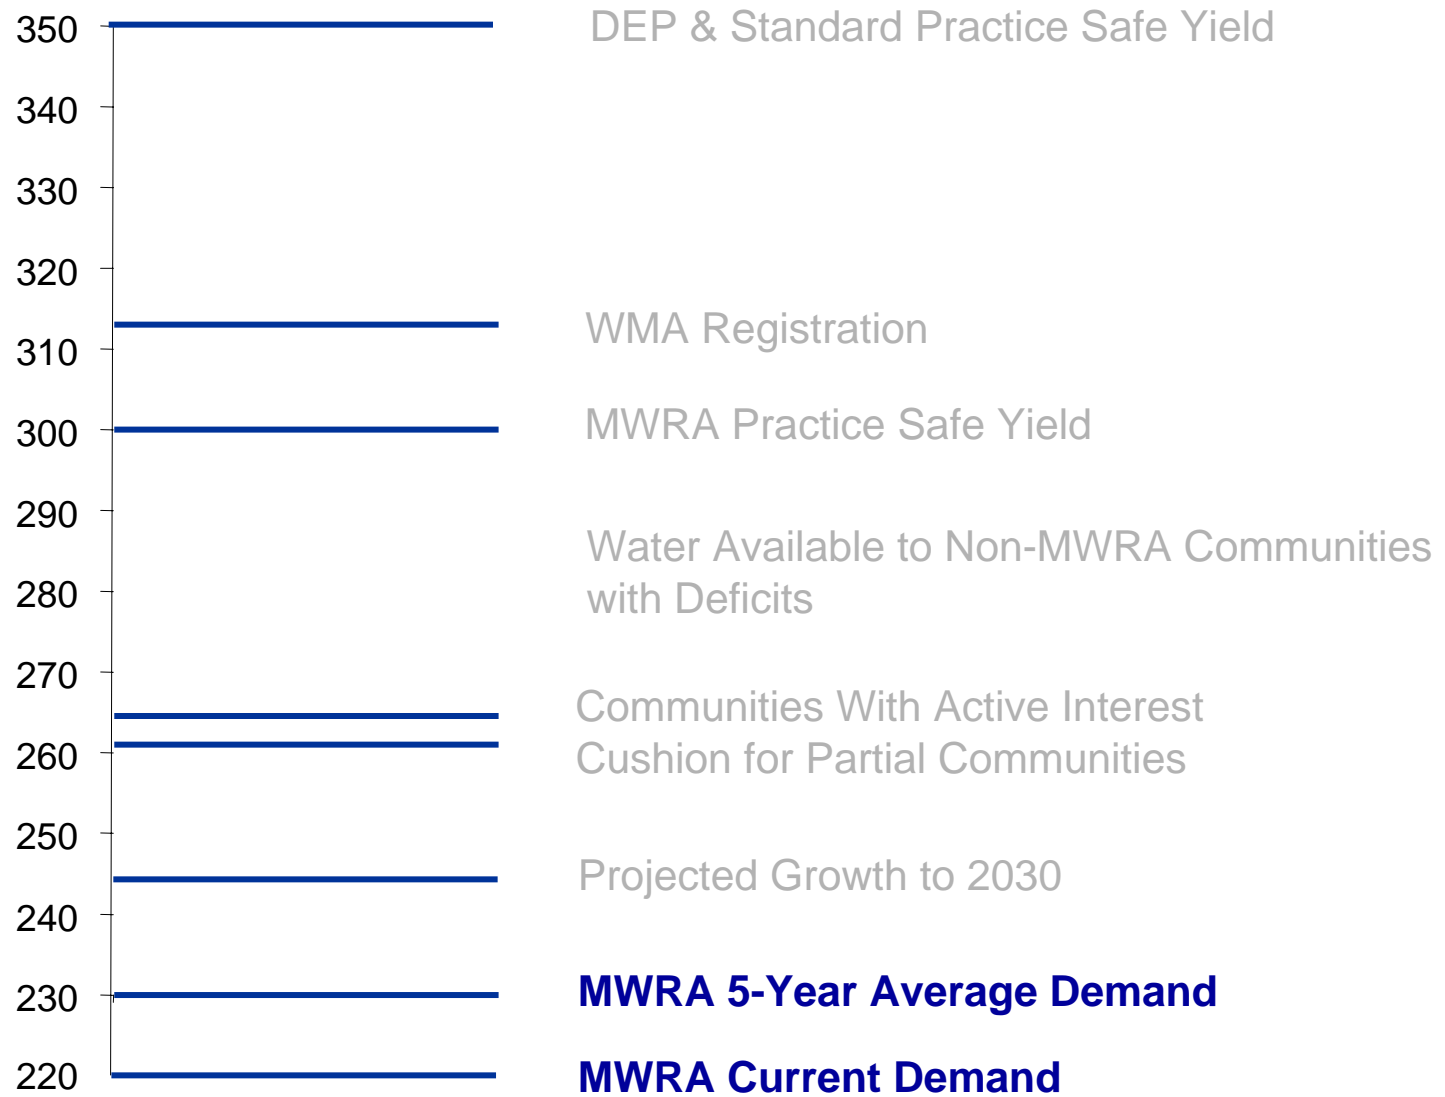 350 DEP & Standard Practice Safe Yield
340
330
320
WMA Registration
310
300 MWRA Practice Safe Yield
290
Water Available to Non-MWRA Communities
280 with Deficits
270
Communities With Active Interest
260 Cushion for Partial Communities
250
Projected Growth to 2030
240
230 MWRA 5-Year Average Demand
220 MWRA Current Demand